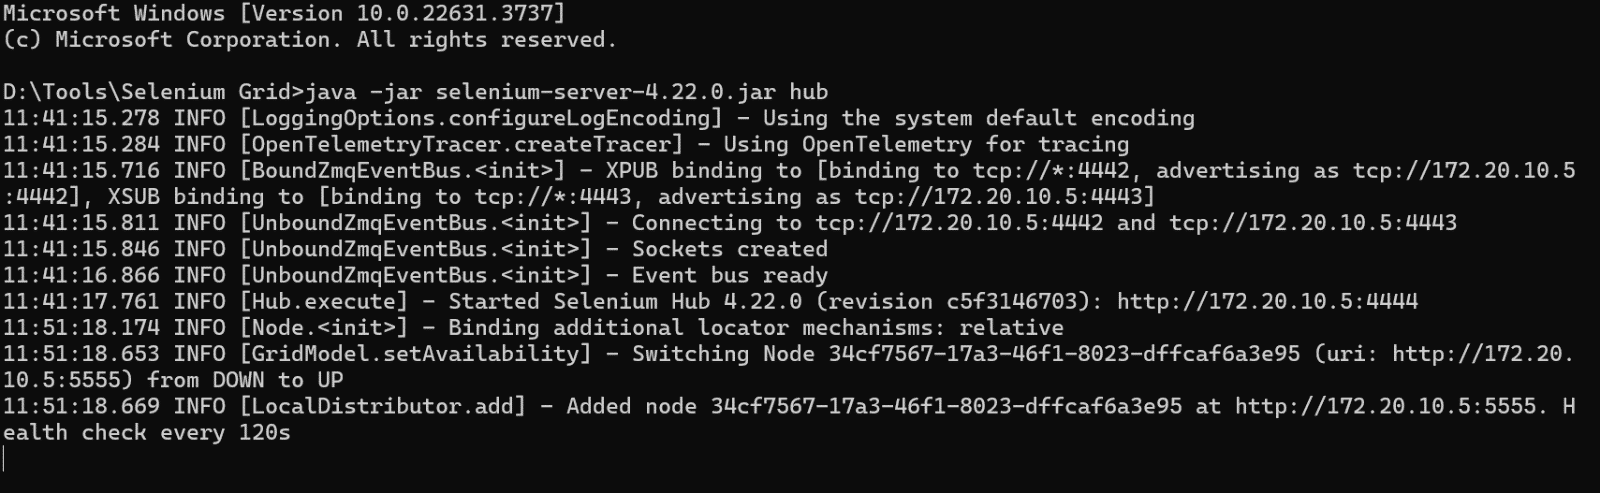 Microsoft Windows [Version 10.0.22631.3737]
(c) Microsoft Corporation. All rights reserved.
D:\Tools\Selenium Grid>java -jar selenium-server-4.22.0.jar hub
11:41:15.278 INFO [LoggingOptions.configureLogEncoding] - Using the system default encoding
11:41:15.284 INFO [OpenTelemetryTracer.createTracer] - Using OpenTelemetry for tracing
11:41:15.716 INFO [BoundZmqEventBus.<init>] - XPUB binding to [binding to tcp://*:4442, advertising as tcp://172.20.10.5
:4442], XSUB binding to [binding to tcp://*:4443, advertising as tcp://172.20.10.5:4443]
11:41:15.811 INFO [UnboundZmqEventBus.<init>] - Connecting to tcp://172.20.10.5:4442 and tcp://172.20.10.5:4443
11:41:15.846 INFO [UnboundZmqEventBus.<init>] - Sockets created
11:41:16.866 INFO [UnboundZmqEventBus.<init>] - Event bus ready
11:41:17.761 INFO [Hub.execute] - Started Selenium Hub 4.22.0 (revision c5f3146703): http://172.20.10.5:4444
11:51:18.174 INFO [Node.<init>] - Binding additional locator mechanisms: relative
11:51:18.653 INFO [GridModel.setAvailability] - Switching Node 34cf7567-17a3-46f1-8023-dffcaf6a3e95 (uri: http://172.20.
10.5:5555) from DOWN to UP
11:51:18.669 INFO [LocalDistributor.add] - Added node 34cf7567-17a3-46f1-8023-dffcaf6a3e95 at http://172.20.10.5:5555. H
ealth check every 120s